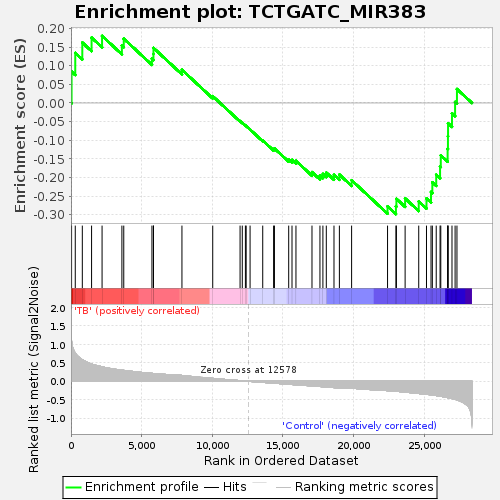 Enrichment plot: TCTGATC_MIR383
Enrichment score (ES)
0.20
0.15
0.10
0.05
0.00
-0.05
-0.10
-0.15
-0.20
-0.25
-0.30
'TB' (positively correlated)
Ranked list metric (Signal2Noise)
2.0
1.5
1.0
0.5
0.0
-0.5
-1.0
Zero cross at 12578
'Control' (negatively correlated)
0
5,000
10,000
15,000
20,000
25,000
Rank in Ordered Dataset
Enrichment profile
Hits
Ranking metric scores